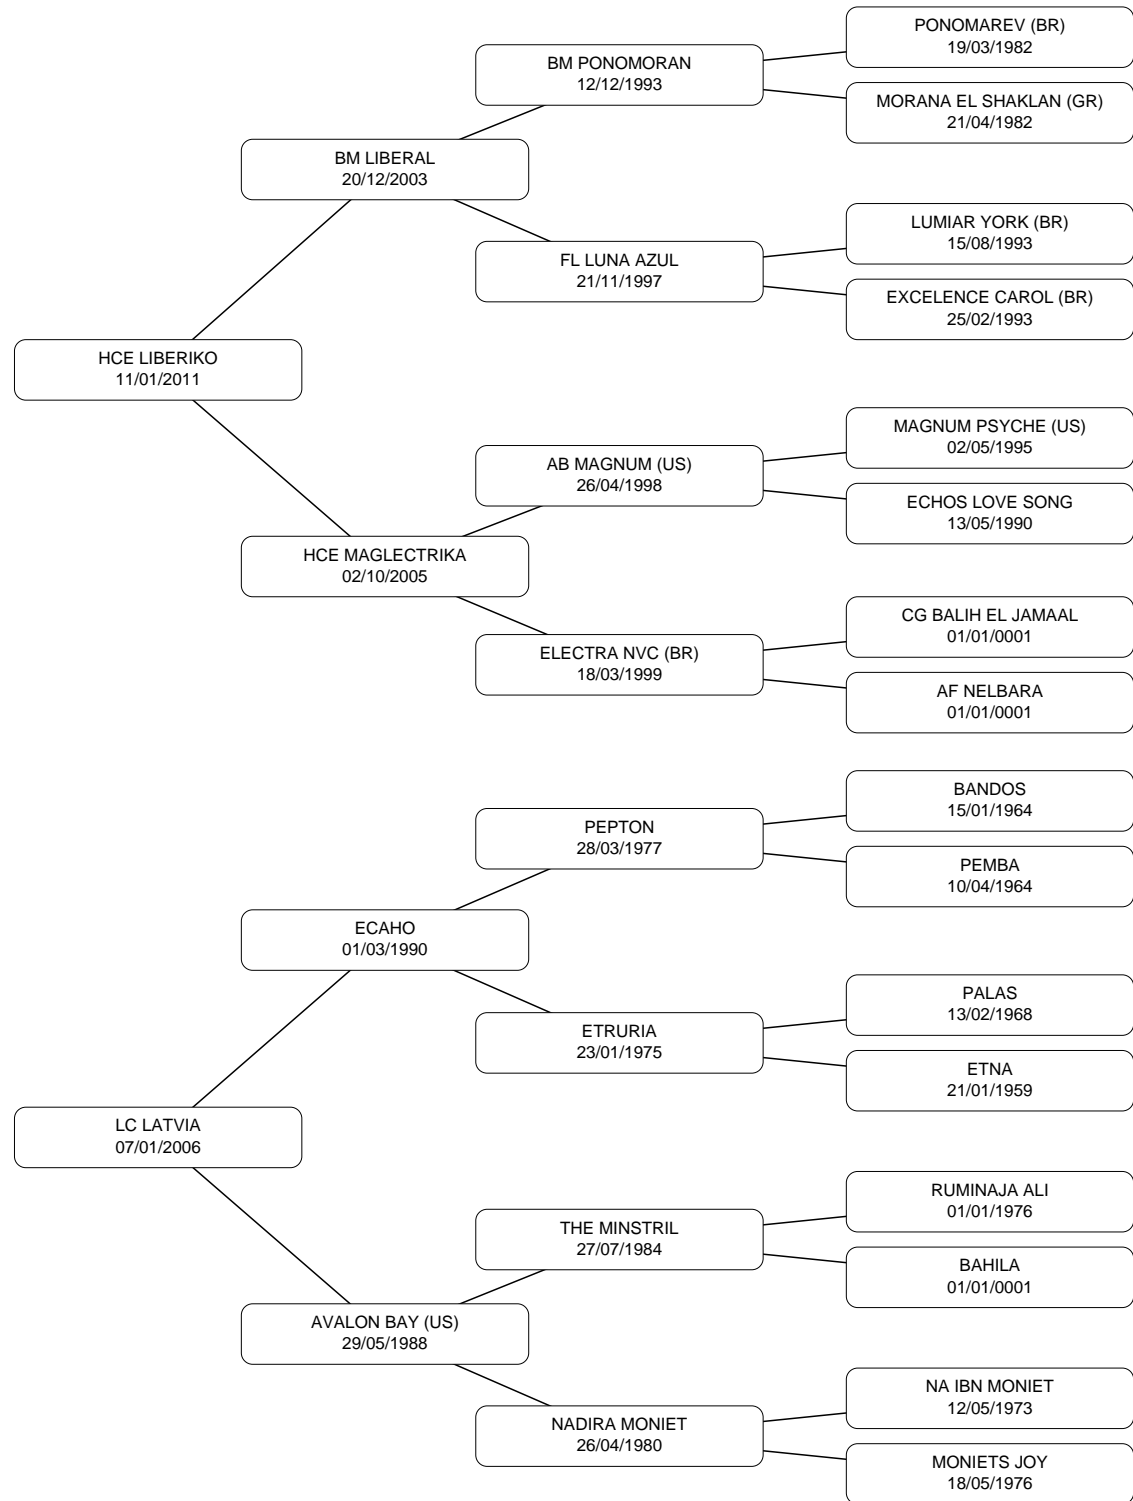 PONOMAREV (BR)
19/03/1982
BM PONOMORAN
12/12/1993
MORANA EL SHAKLAN (GR)
21/04/1982
BM LIBERAL
20/12/2003
LUMIAR YORK (BR)
15/08/1993
FL LUNA AZUL
21/11/1997
EXCELENCE CAROL (BR)
25/02/1993
HCE LIBERIKO
11/01/2011
MAGNUM PSYCHE (US)
02/05/1995
AB MAGNUM (US)
26/04/1998
ECHOS LOVE SONG
13/05/1990
HCE MAGLECTRIKA
02/10/2005
CG BALIH EL JAMAAL
01/01/0001
ELECTRA NVC (BR)
18/03/1999
AF NELBARA
01/01/0001
BANDOS
15/01/1964
PEPTON
28/03/1977
PEMBA
10/04/1964
ECAHO
01/03/1990
PALAS
13/02/1968
ETRURIA
23/01/1975
ETNA
21/01/1959
LC LATVIA
07/01/2006
RUMINAJA ALI
01/01/1976
THE MINSTRIL
27/07/1984
BAHILA
01/01/0001
AVALON BAY (US)
29/05/1988
NA IBN MONIET
12/05/1973
NADIRA MONIET
26/04/1980
MONIETS JOY
18/05/1976